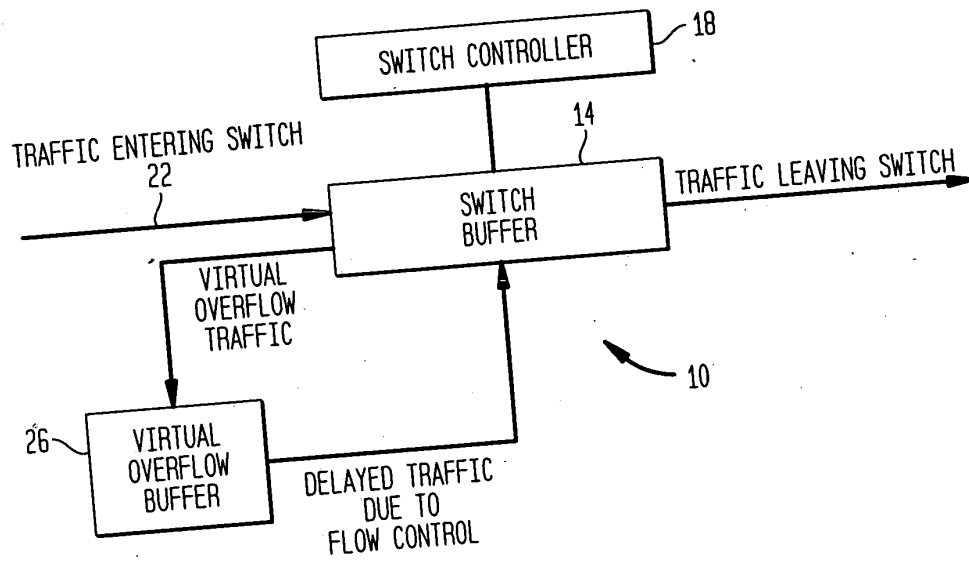 SWITCH CONTROLLER
18
TRAFFIC ENTERING SWITCH
22
14
SWITCH
BUFFER
TRAFFIC LEAVING SWITCH
VIRTUAL
OVERFLOW
TRAFFIC
10
26
VIRTUAL
OVERFLOW
BUFFER
DELAYED TRAFFIC
DUE TO
FLOW CONTROL